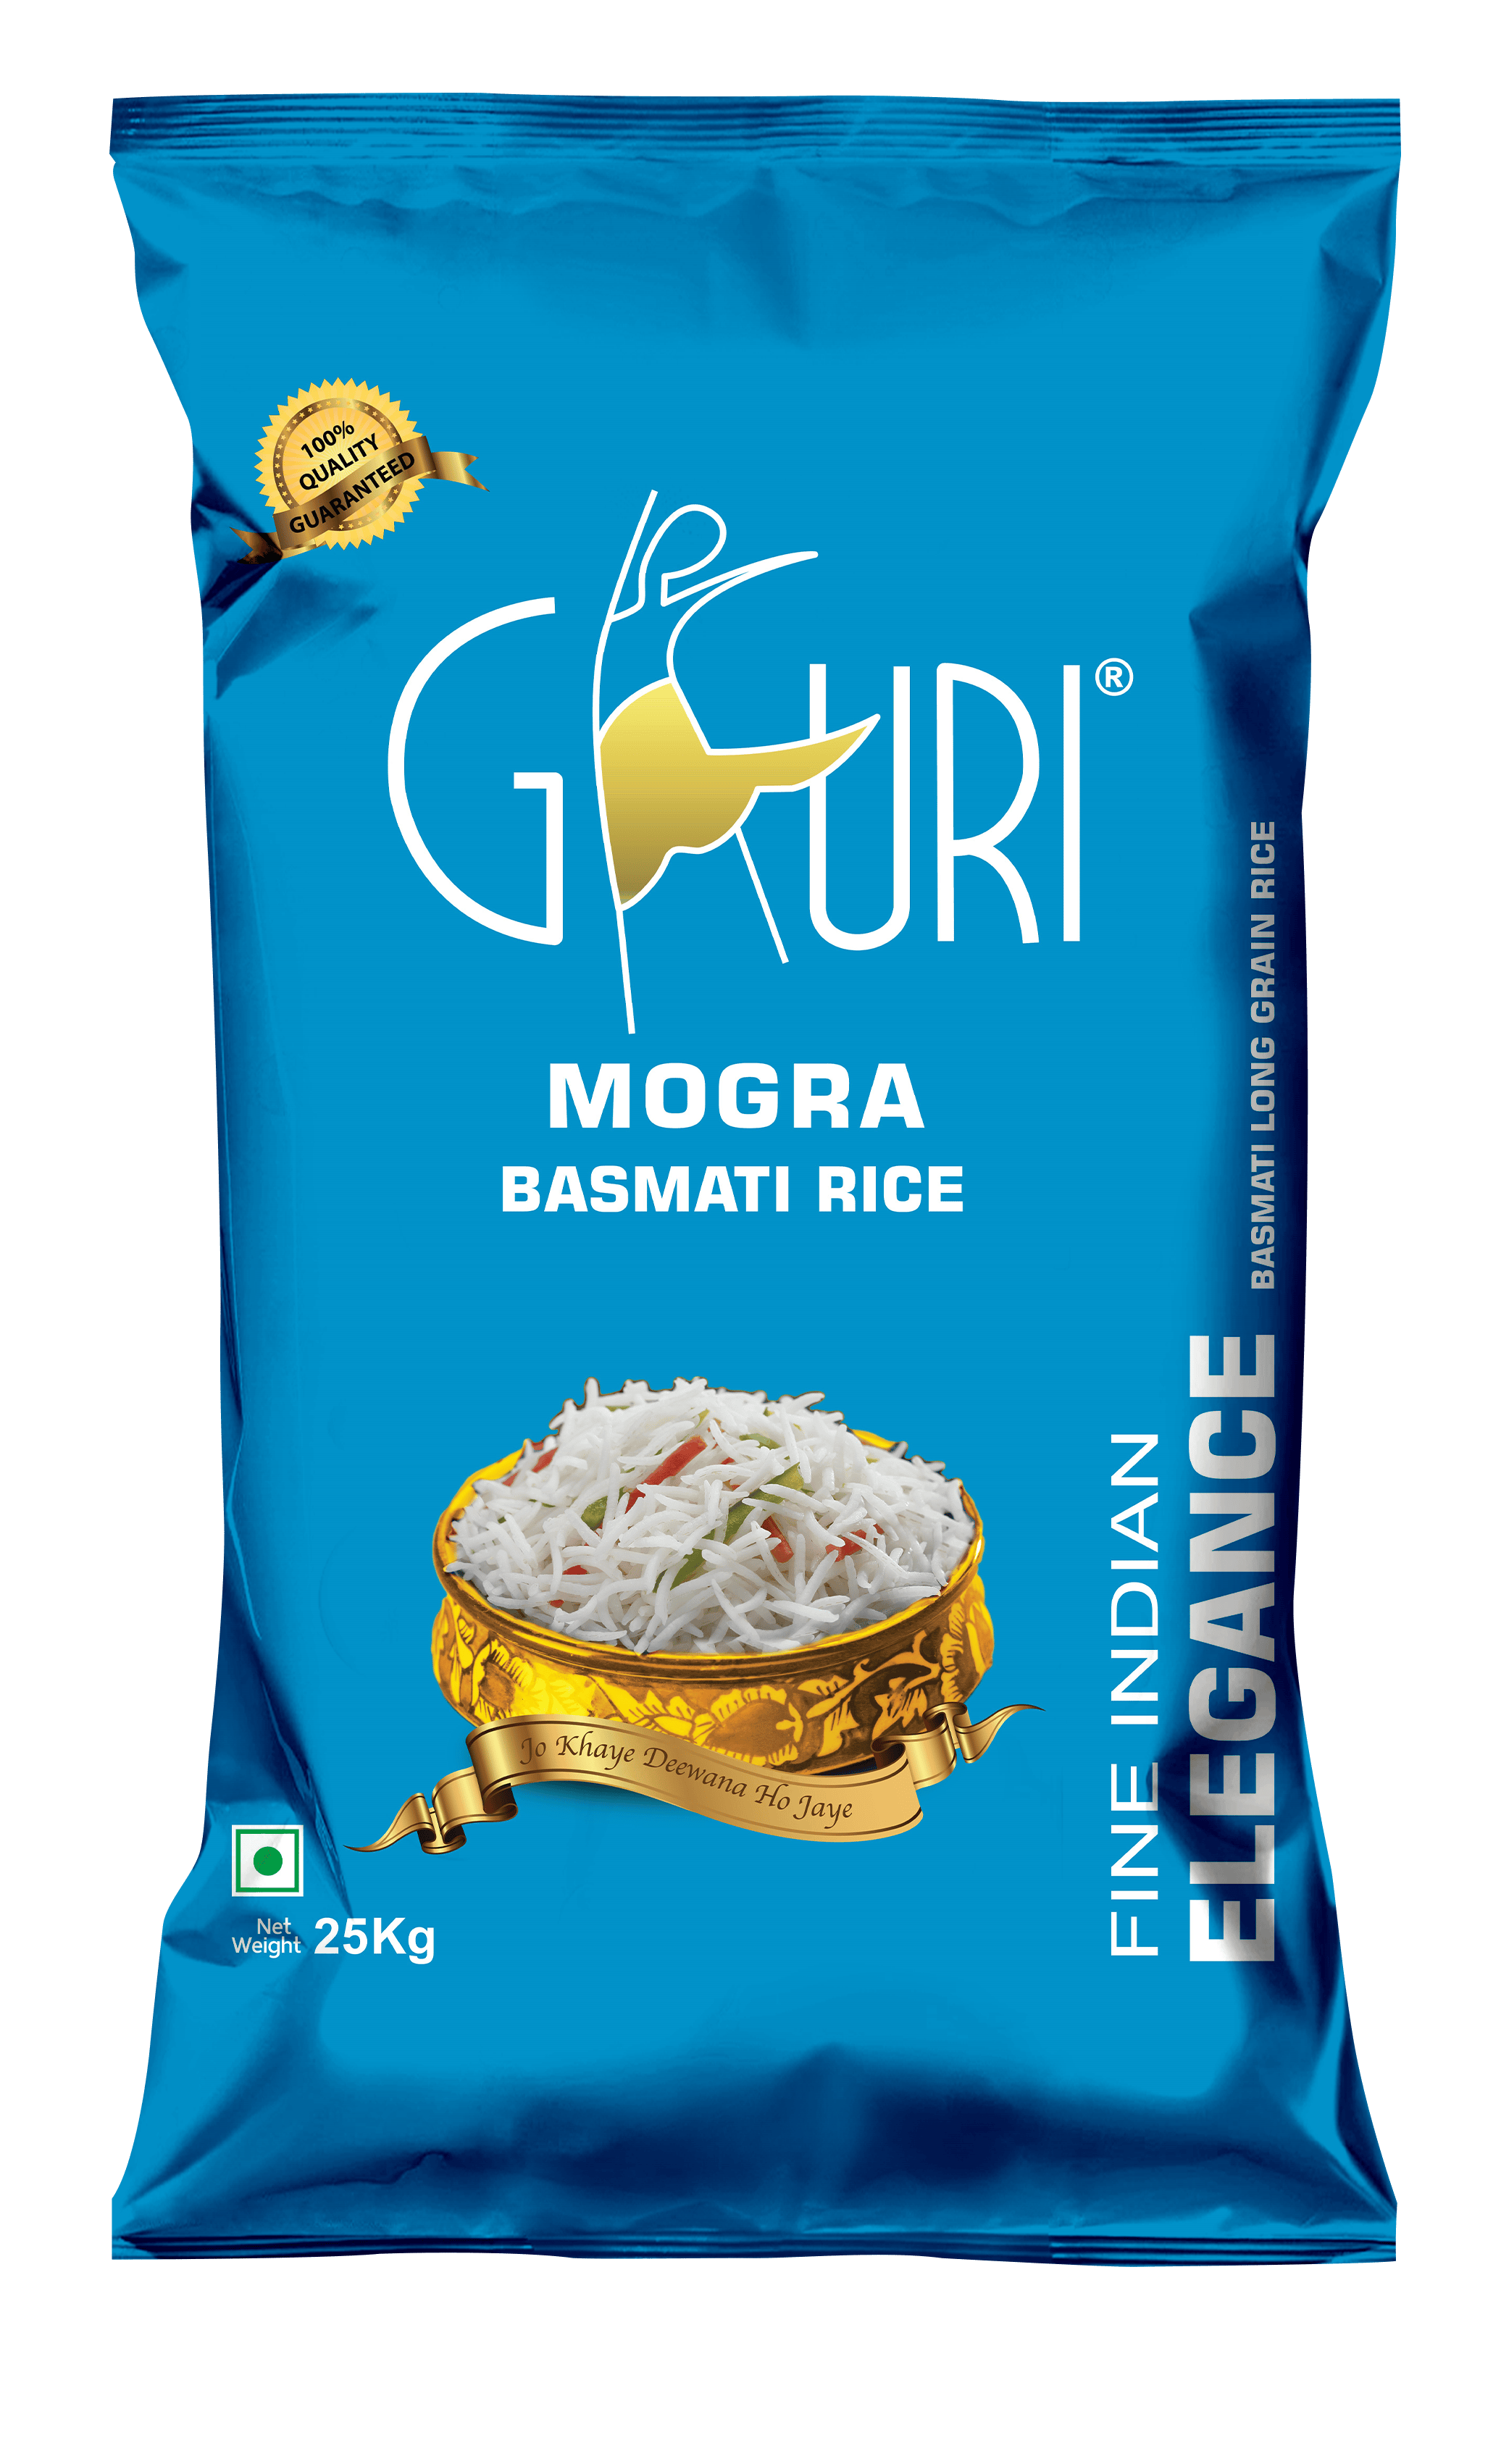 100%
QUALITY
GUARANTEED
GAURI®
MOGRA
BASMATI RICE
BASMATI LONG GRAIN RICE
FINE INDIAN
ELEGANCE
Jo Khaye Deewana Ho Jaye
Net
Weight 25Kg